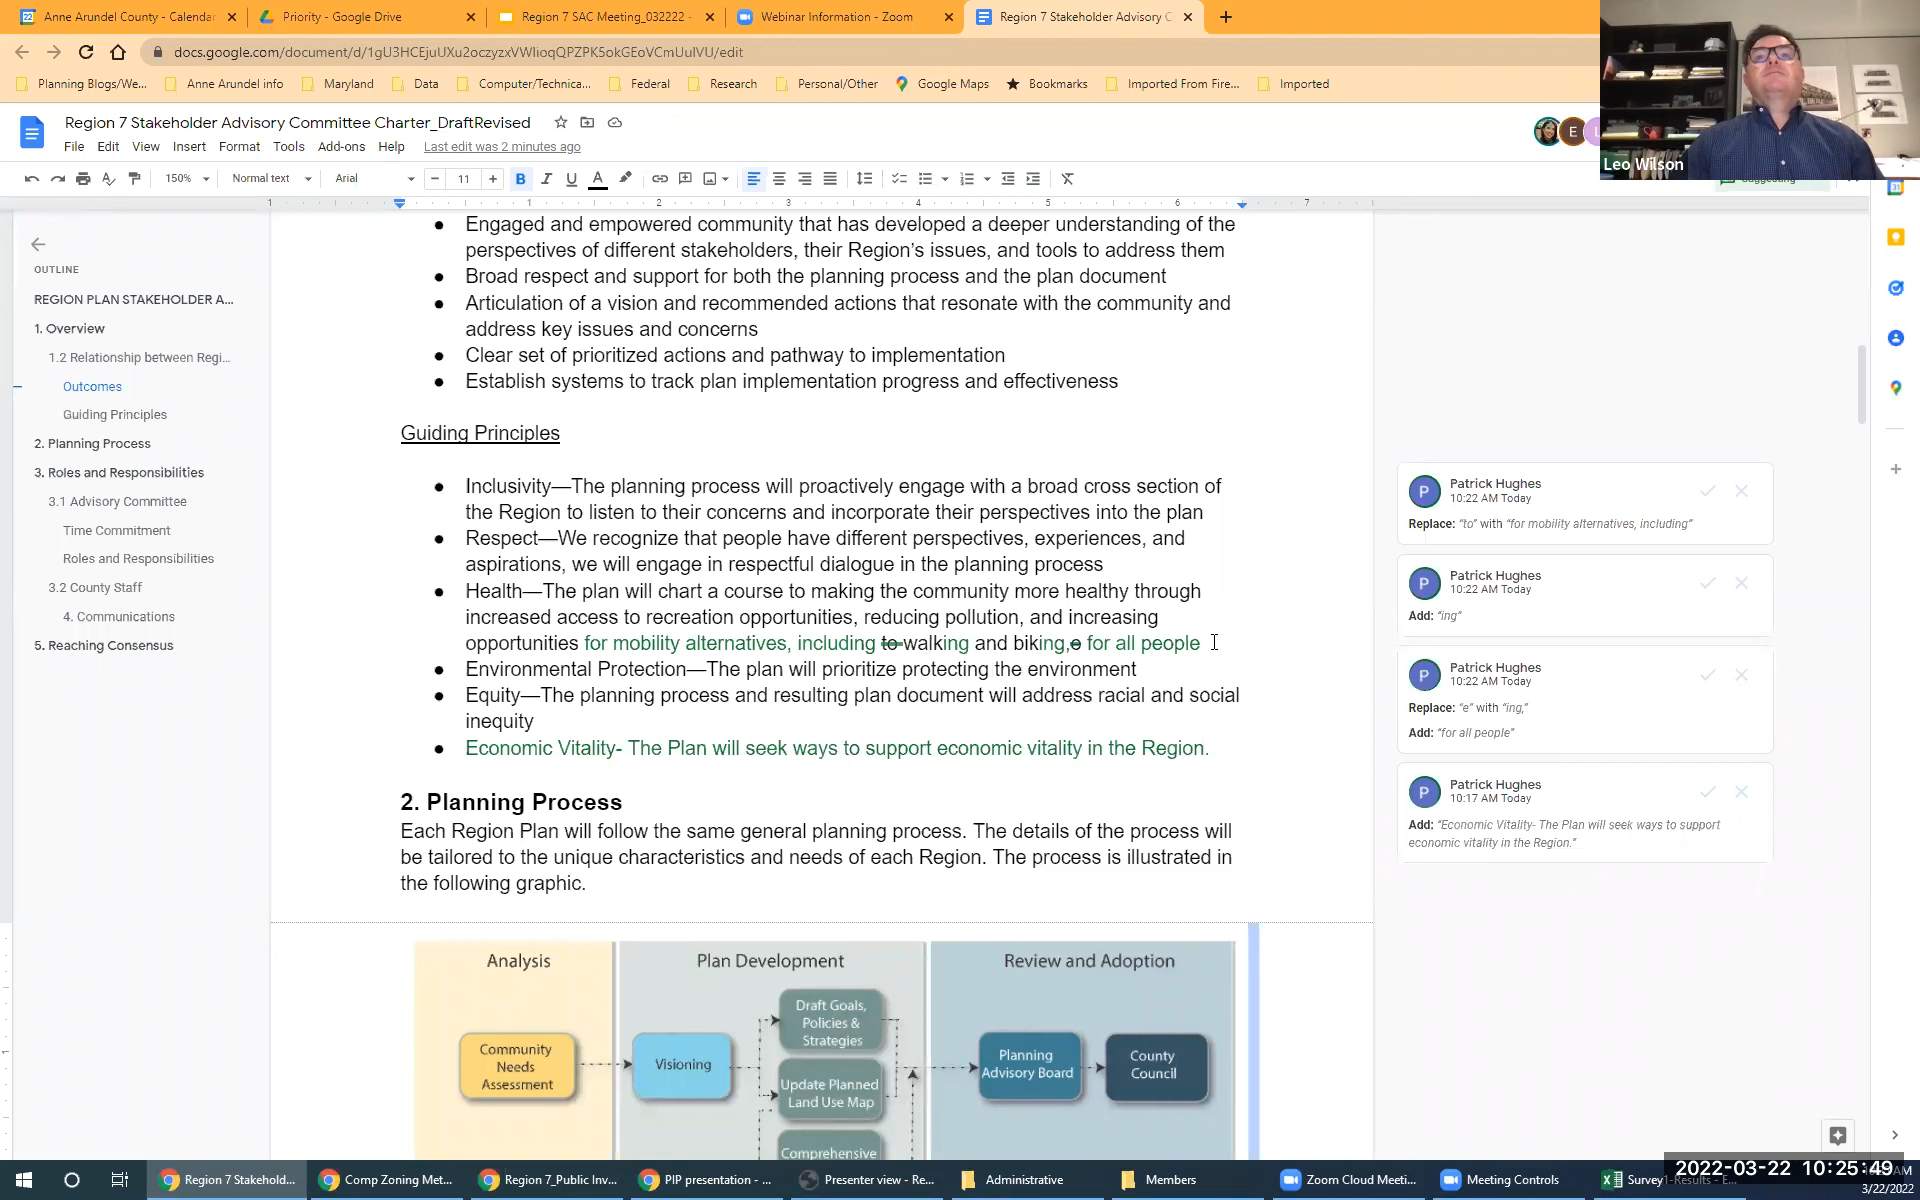 Anne Arundel County - Calenda
Priority - Google Drive
Region 7 SAC Meeting_032222 -
Webinar Information - Zoom
Region 7 Stakeholder Advisory C
docs.google.com/document/d/1gU3HCEjuUXu2oczyzxVWIioqQPZPK5okGEoVCmUuIVU/edit
Planning Blogs/We...
Anne Arundel info
Maryland
Data
Computer/Technica...
Federal
Research
Personal/Other
Google Maps
Bookmarks
Imported From Fire...
Imported
Leo Wilson
Region 7 Stakeholder Advisory Committee Charter_DraftRevised
File Edit View Insert Format Tools Add-ons Help Last edit was 2 minutes ago
E
150% Normal text Arial 11 B I U A
1 1 2 3 4 5 6 7
OUTLINE
REGION PLAN STAKEHOLDER A...
1. Overview
1.2 Relationship between Regi...
Outcomes
Guiding Principles
2. Planning Process
3. Roles and Responsibilities
3.1 Advisory Committee
Time Commitment
Roles and Responsibilities
3.2 County Staff
4. Communications
5. Reaching Consensus
Engaged and empowered community that has developed a deeper understanding of the
perspectives of different stakeholders, their Region's issues, and tools to address them
Broad respect and support for both the planning process and the plan document
Articulation of a vision and recommended actions that resonate with the community and
address key issues and concerns
Clear set of prioritized actions and pathway to implementation
Establish systems to track plan implementation progress and effectiveness
Guiding Principles
Inclusivity—The planning process will proactively engage with a broad cross section of
the Region to listen to their concerns and incorporate their perspectives into the plan
Respect—We recognize that people have different perspectives, experiences, and
aspirations, we will engage in respectful dialogue in the planning process
Health—The plan will chart a course to making the community more healthy through
increased access to recreation opportunities, reducing pollution, and increasing
opportunities for mobility alternatives, including to walking and biking,e for all people
Environmental Protection—The plan will prioritize protecting the environment
Equity—The planning process and resulting plan document will address racial and social
inequity
Economic Vitality- The Plan will seek ways to support economic vitality in the Region.
2. Planning Process
Each Region Plan will follow the same general planning process. The details of the process will
be tailored to the unique characteristics and needs of each Region. The process is illustrated in
the following graphic.
Analysis
Plan Development
Review and Adoption
Community
Needs
Assessment
Visioning
Draft Goals,
Policies &
Strategies
Update Planned
Land Use Map
Comprehensive
Planning
Advisory Board
County
Council
P
Patrick Hughes
10:22 AM Today
Replace: "to" with "for mobility alternatives, including"
P
Patrick Hughes
10:22 AM Today
Add: "ing"
P
Patrick Hughes
10:22 AM Today
Replace: "e" with "ing,"
Add: "for all people"
P
Patrick Hughes
10:17 AM Today
Add: "Economic Vitality- The Plan will seek ways to support
economic vitality in the Region."
Region 7 Stakehold...
Comp Zoning Met...
Region 7_Public Inv...
PIP presentation - ...
Presenter view - Re...
Administrative
Members
Zoom Cloud Meeti...
Meeting Controls
Survey
2022-03-22 10:25:49
3/22/2022